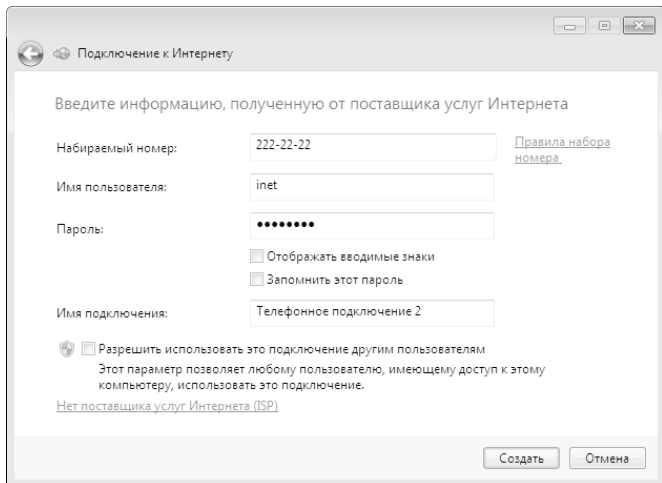 Подключение к Интернету
Введите информацию, полученную от поставщика услуг Интернета
Набираемый номер:
222-22-22
Правила набора
номера
Имя пользователя:
inet
Пароль:
••••••••
Отображать вводимые знаки
Запомнить этот пароль
Имя подключения:
Телефонное подключение 2
Разрешить использовать это подключение другим пользователям
Этот параметр позволяет любому пользователю, имеющему доступ к этому
компьютеру, использовать это подключение.
Нет поставщика услуг Интернета (ISP)
Создать
Отмена